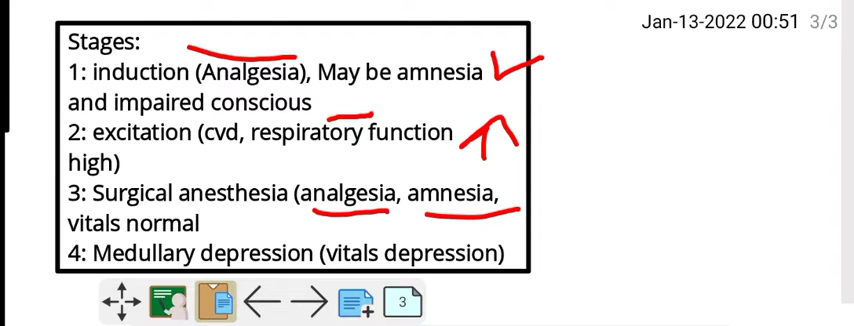 Jan-13-2022 00:51 3/3
Stages:
1: induction (Analgesia), May be amnesia
and impaired conscious
2: excitation (cvd, respiratory function
high)
3: Surgical anesthesia (analgesia, amnesia,
vitals normal
4: Medullary depression (vitals depression)
3